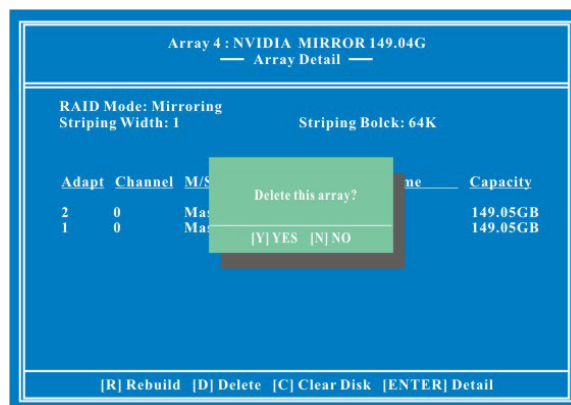 Array 4 : NVIDIA MIRROR 149.04G
Array Detail
RAID Mode: Mirroring
Striping Width: 1 Striping Bolck: 64K
Adapt Channel M/S Capacity
2 0 149.05GB
1 0 149.05GB
Delete this array?
[Y] YES [N] NO
[R] Rebuild [D] Delete [C] Clear Disk [ENTER] Detail